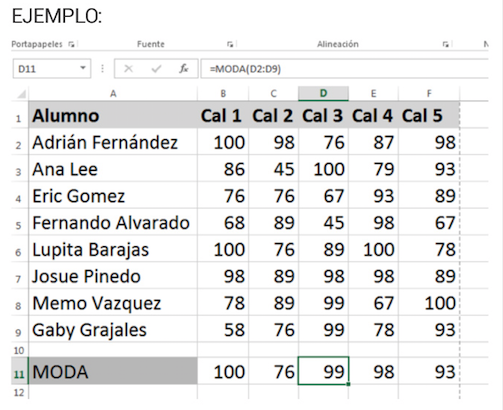 EJEMPLO:
Portapapeles Fuente Alineación N
D11 fx =MODA(D2:D9)
A B C D E F
1 Alumno Cal 1 Cal 2 Cal 3 Cal 4 Cal 5
2 Adrián Fernández 100 98 76 87 98
3 Ana Lee 86 45 100 79 93
4 Eric Gomez 76 76 67 93 89
5 Fernando Alvarado 68 89 45 98 67
6 Lupita Barajas 100 76 89 100 78
7 Josue Pinedo 98 89 98 98 89
8 Memo Vazquez 78 89 99 67 100
9 Gaby Grajales 58 76 99 78 93
10
11 MODA 100 76 99 98 93
12